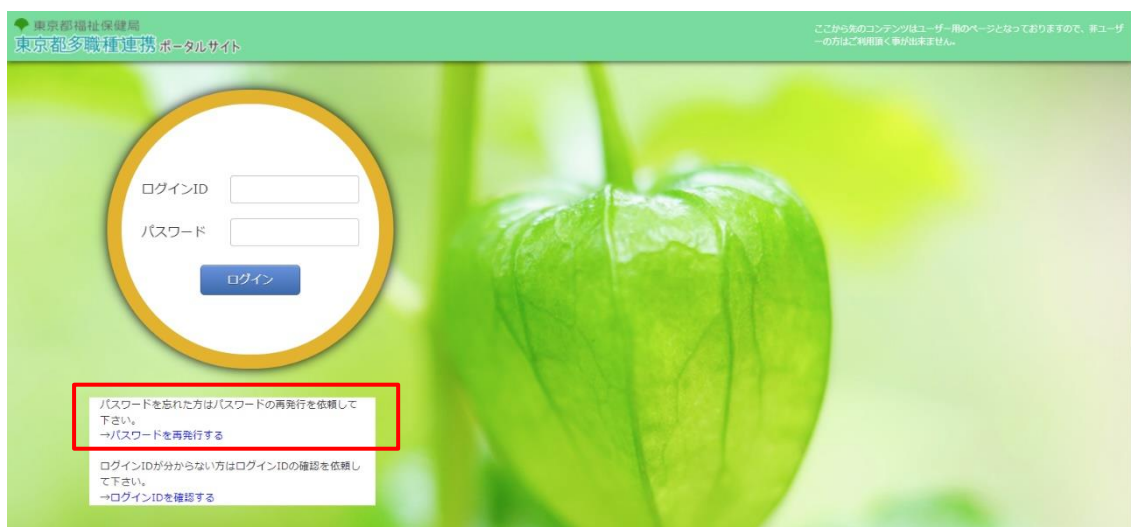 東京都福祉保健局
東京都多職種連携 ポータルサイト
ここから先のコンテンツはユーザー用のページとなっておりますので、非ユーザ
ーの方はご利用頂く事が出来ません。
ログインID
パスワード
ログイン
パスワードを忘れた方はパスワードの再発行を依頼して
下さい。
→パスワードを再発行する
ログインIDが分からない方はログインIDの確認を依頼し
て下さい。
→ログインIDを確認する